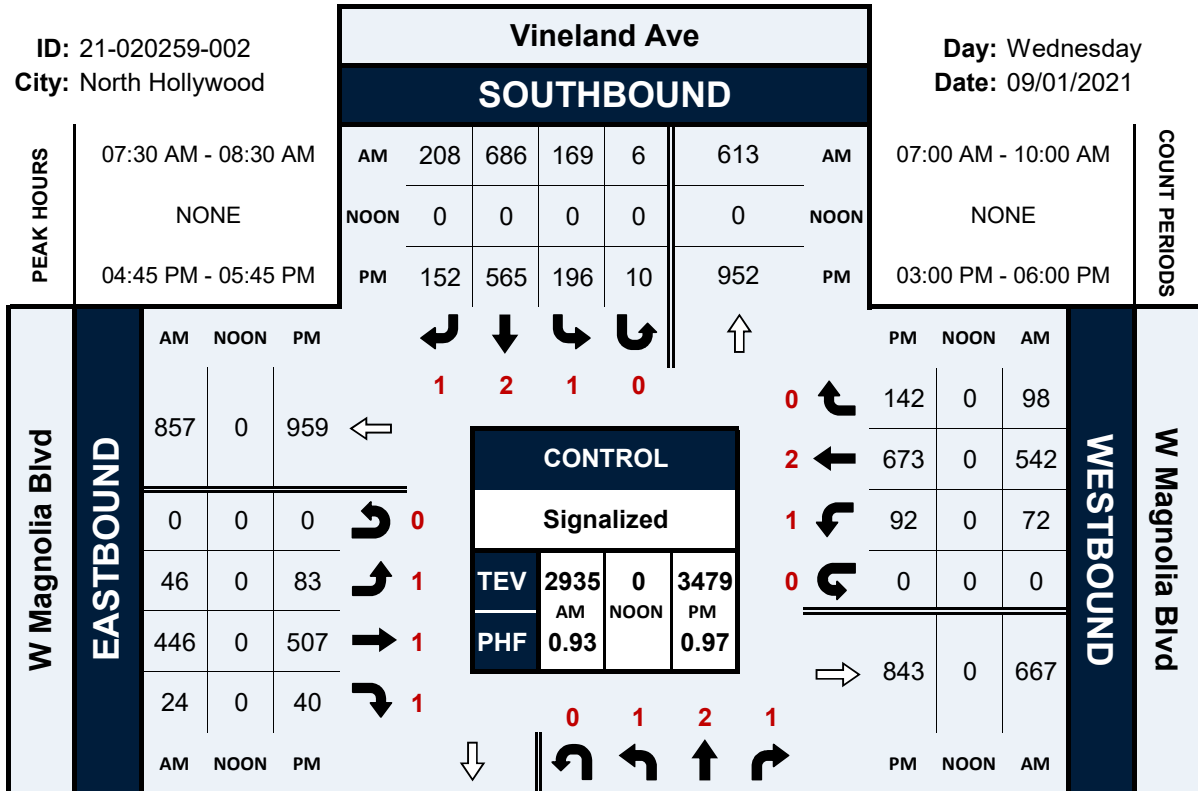 ID: 21-020259-002
City: North Hollywood
Vineland Ave
SOUTHBOUND
Day: Wednesday
Date: 09/01/2021
PEAK HOURS
07:30 AM - 08:30 AM
NONE
04:45 PM - 05:45 PM
AM 208 686 169 6 613 AM
NOON 0 0 0 0 0 NOON
PM 152 565 196 10 952 PM
07:00 AM - 10:00 AM
NONE
03:00 PM - 06:00 PM
COUNT PERIODS
1 2 1 0
W Magnolia Blvd
EASTBOUND
AM NOON PM
857 0 959
0 0 0 0
46 0 83 1
446 0 507 1
24 0 40 1
AM NOON PM
CONTROL
Signalized
TEV 2935 0 3479
AM NOON PM
PHF 0.93 0.97
PM NOON AM
0 142 0 98
2 673 0 542
1 92 0 72
0 0 0 0
843 0 667
PM NOON AM
WESTBOUND
W Magnolia Blvd
0 1 2 1